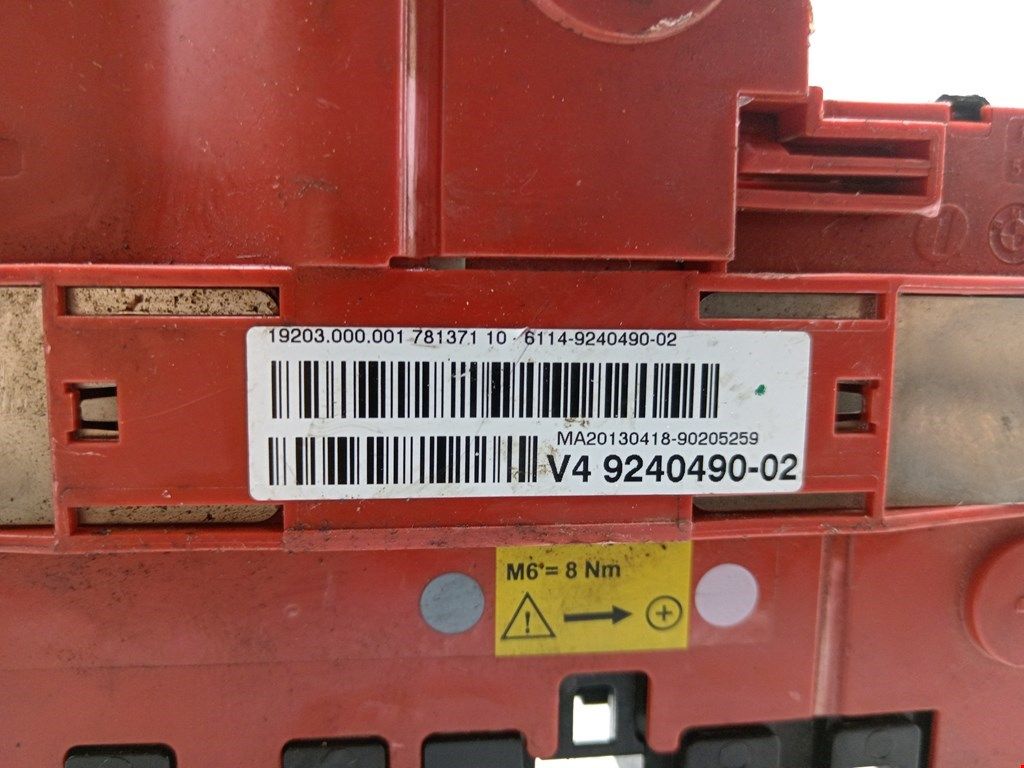 19203.000.001 781371 10 - 6114-9240490-02
MA20130418-90205259
V4 9240490-02
M6 = 8 Nm